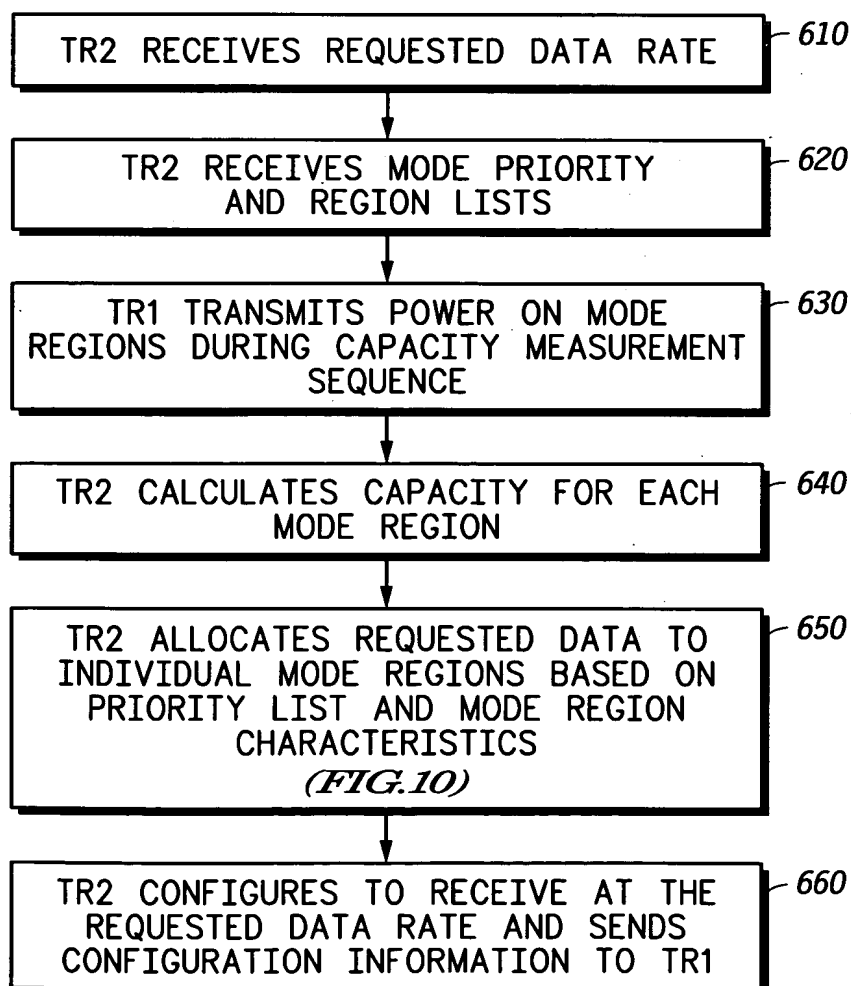 TR2 RECEIVES REQUESTED DATA RATE
610
TR2 RECEIVES MODE PRIORITY
AND REGION LISTS
620
TR1 TRANSMITS POWER ON MODE
REGIONS DURING CAPACITY MEASUREMENT
SEQUENCE
630
TR2 CALCULATES CAPACITY FOR EACH
MODE REGION
640
TR2 ALLOCATES REQUESTED DATA TO
INDIVIDUAL MODE REGIONS BASED ON
PRIORITY LIST AND MODE REGION
CHARACTERISTICS
(FIG.10)
650
TR2 CONFIGURES TO RECEIVE AT THE
REQUESTED DATA RATE AND SENDS
CONFIGURATION INFORMATION TO TR1
660